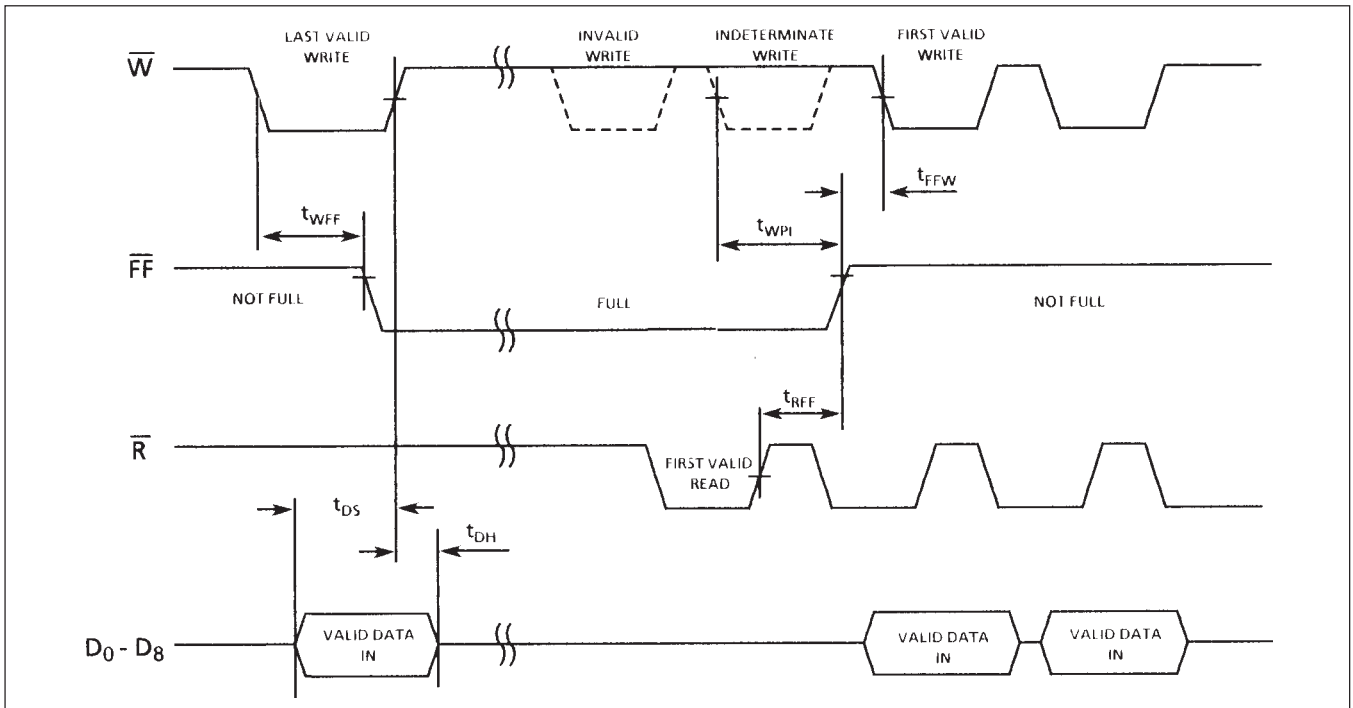 LAST VALID
WRITE
INVALID
WRITE
INDETERMINATE
WRITE
FIRST VALID
WRITE
W̅
tFFW
tWFF
tWPI
F̅F̅
NOT FULL
FULL
NOT FULL
tRFF
R̅
FIRST VALID
READ
tDS
tDH
D0 - D8
VALID DATA
IN
VALID DATA
IN
VALID DATA
IN